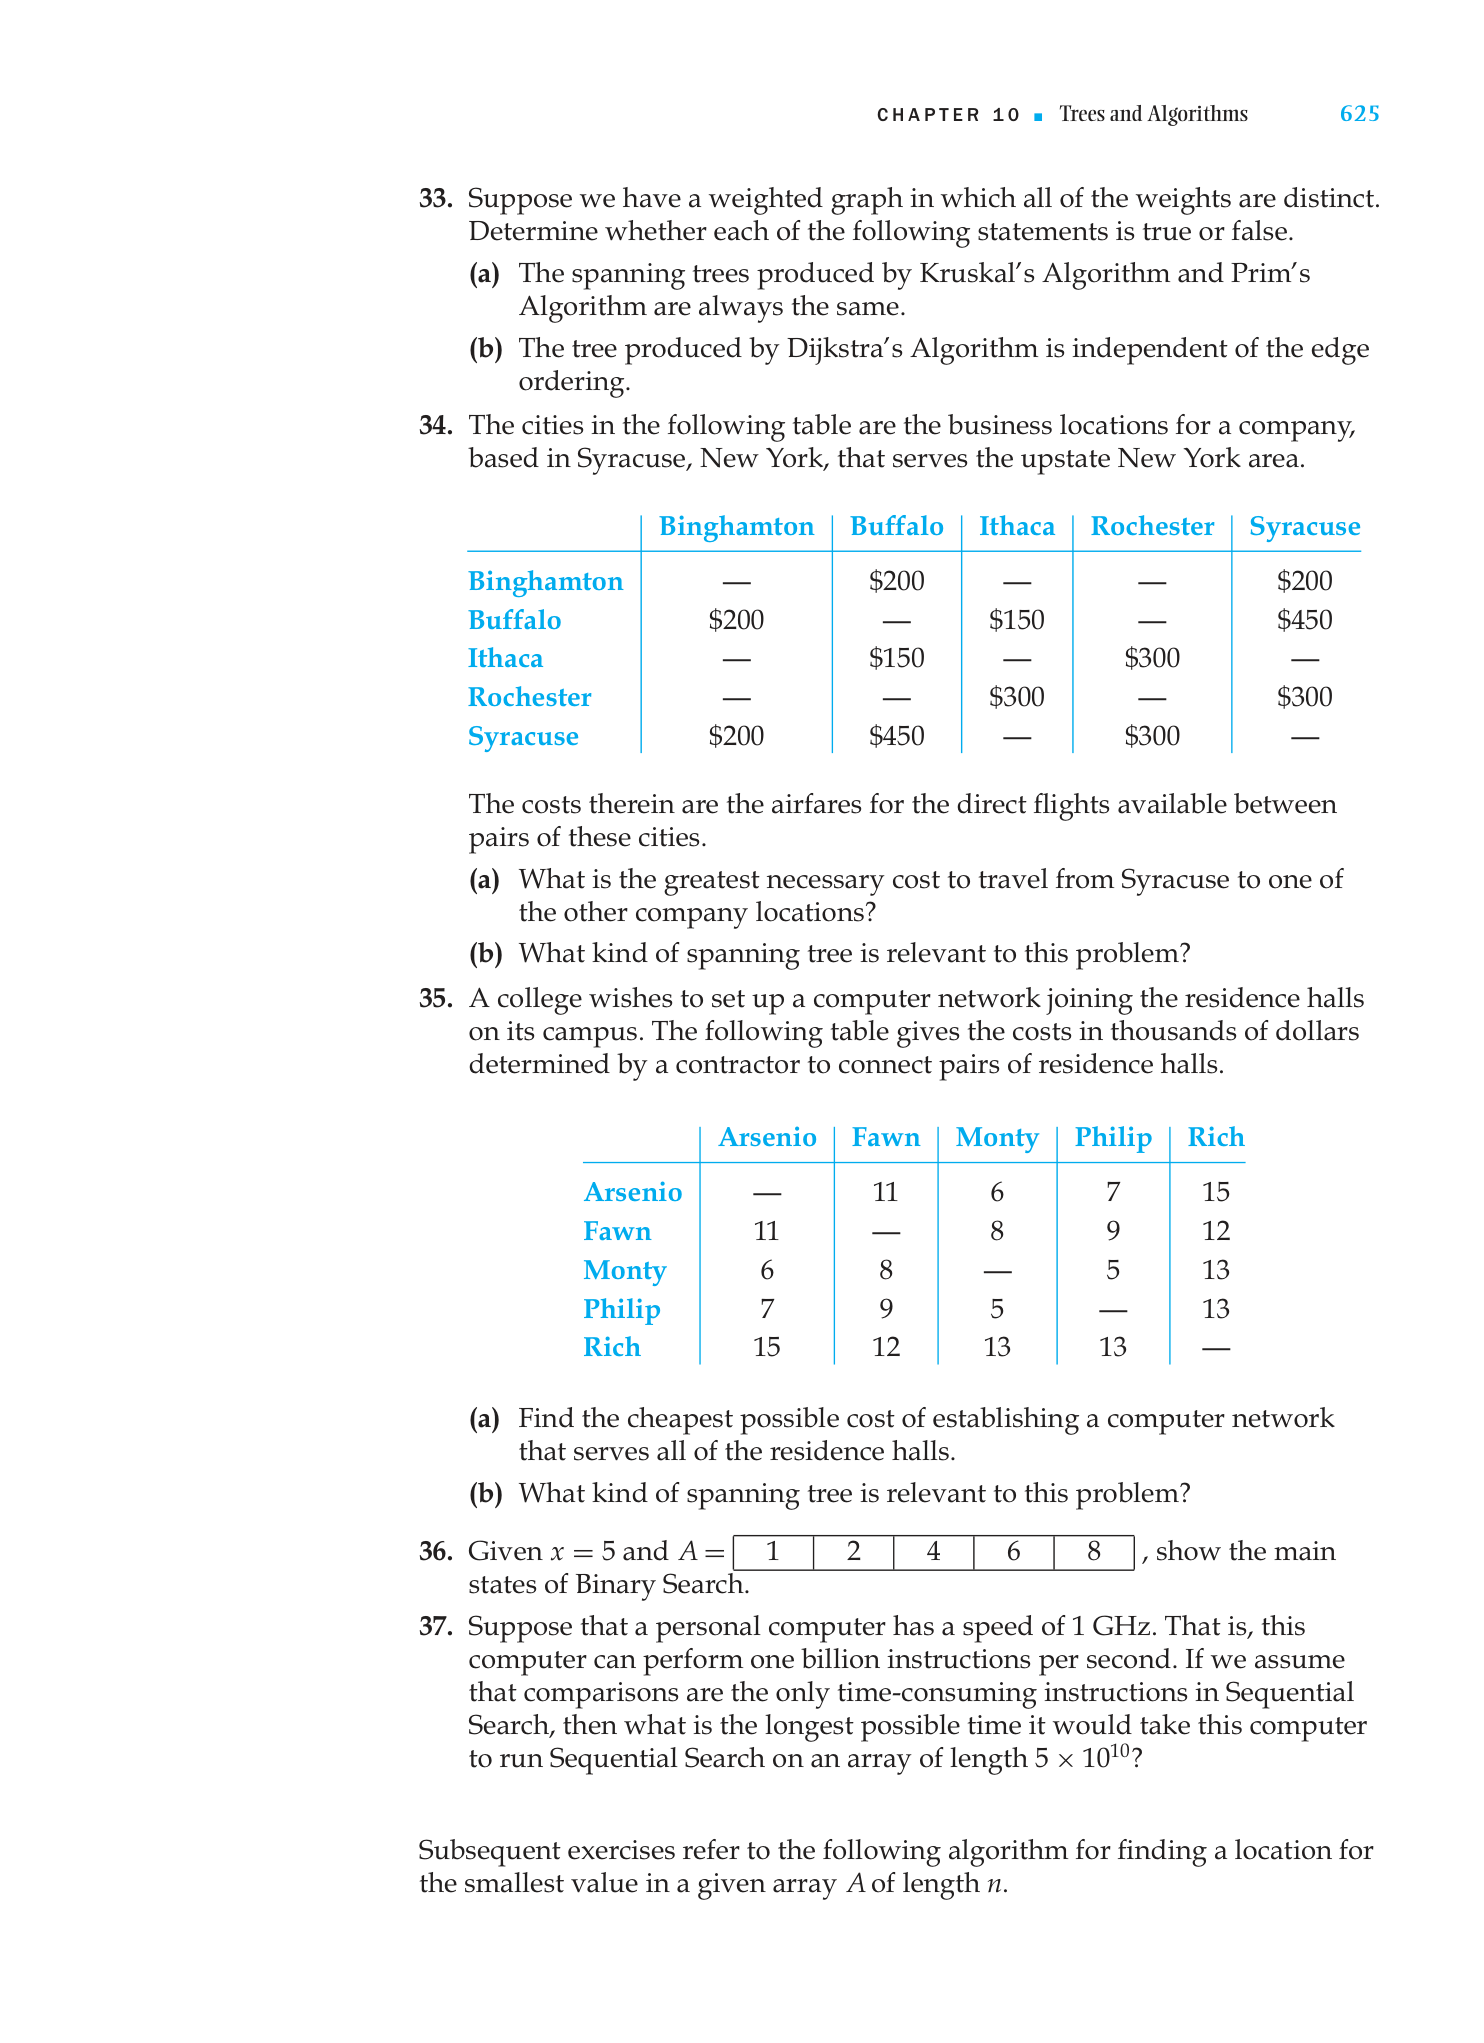 CHAPTER 10 ■ Trees and Algorithms 625
33. Suppose we have a weighted graph in which all of the weights are distinct.
Determine whether each of the following statements is true or false.
(a) The spanning trees produced by Kruskal's Algorithm and Prim's
Algorithm are always the same.
(b) The tree produced by Dijkstra's Algorithm is independent of the edge
ordering.
34. The cities in the following table are the business locations for a company,
based in Syracuse, New York, that serves the upstate New York area.
Binghamton Buffalo Ithaca Rochester Syracuse
Binghamton — $200 — — $200
Buffalo $200 — $150 — $450
Ithaca — $150 — $300 —
Rochester — — $300 — $300
Syracuse $200 $450 — $300 —
The costs therein are the airfares for the direct flights available between
pairs of these cities.
(a) What is the greatest necessary cost to travel from Syracuse to one of
the other company locations?
(b) What kind of spanning tree is relevant to this problem?
35. A college wishes to set up a computer network joining the residence halls
on its campus. The following table gives the costs in thousands of dollars
determined by a contractor to connect pairs of residence halls.
Arsenio Fawn Monty Philip Rich
Arsenio — 11 6 7 15
Fawn 11 — 8 9 12
Monty 6 8 — 5 13
Philip 7 9 5 — 13
Rich 15 12 13 13 —
(a) Find the cheapest possible cost of establishing a computer network
that serves all of the residence halls.
(b) What kind of spanning tree is relevant to this problem?
36. Given x = 5 and A = 1 2 4 6 8 , show the main
states of Binary Search.
37. Suppose that a personal computer has a speed of 1 GHz. That is, this
computer can perform one billion instructions per second. If we assume
that comparisons are the only time-consuming instructions in Sequential
Search, then what is the longest possible time it would take this computer
to run Sequential Search on an array of length 5 × 10¹⁰?
Subsequent exercises refer to the following algorithm for finding a location for
the smallest value in a given array A of length n.